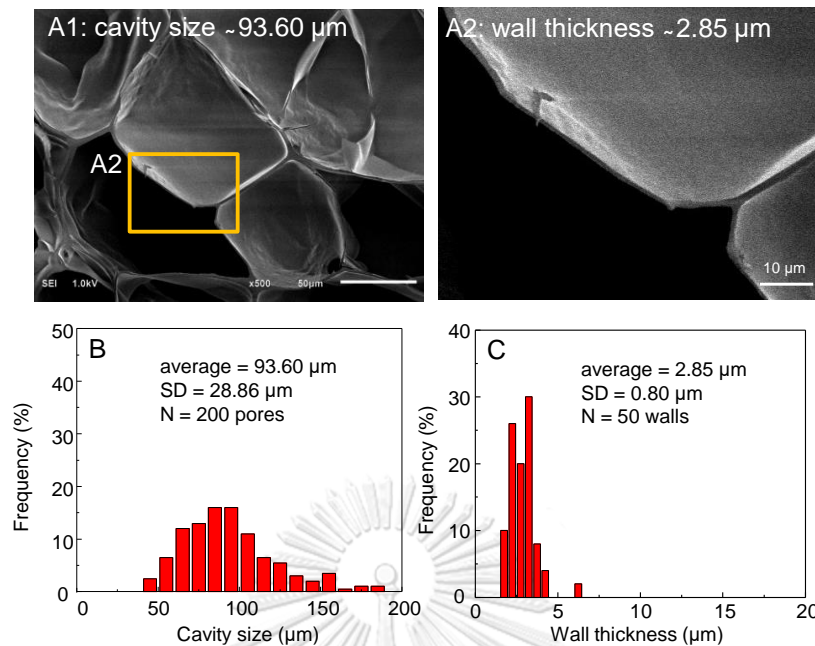 A1: cavity size ~93.60 µm
A2
SEI 1.0kV x500 50µm
A2: wall thickness ~2.85 µm
10 µm
B
average = 93.60 µm
SD = 28.86 µm
N = 200 pores
Frequency (%)
50
40
30
20
10
0
0 50 100 150 200
Cavity size (µm)
C
average = 2.85 µm
SD = 0.80 µm
N = 50 walls
Frequency (%)
40
30
20
10
0
0 5 10 15 20
Wall thickness (µm)